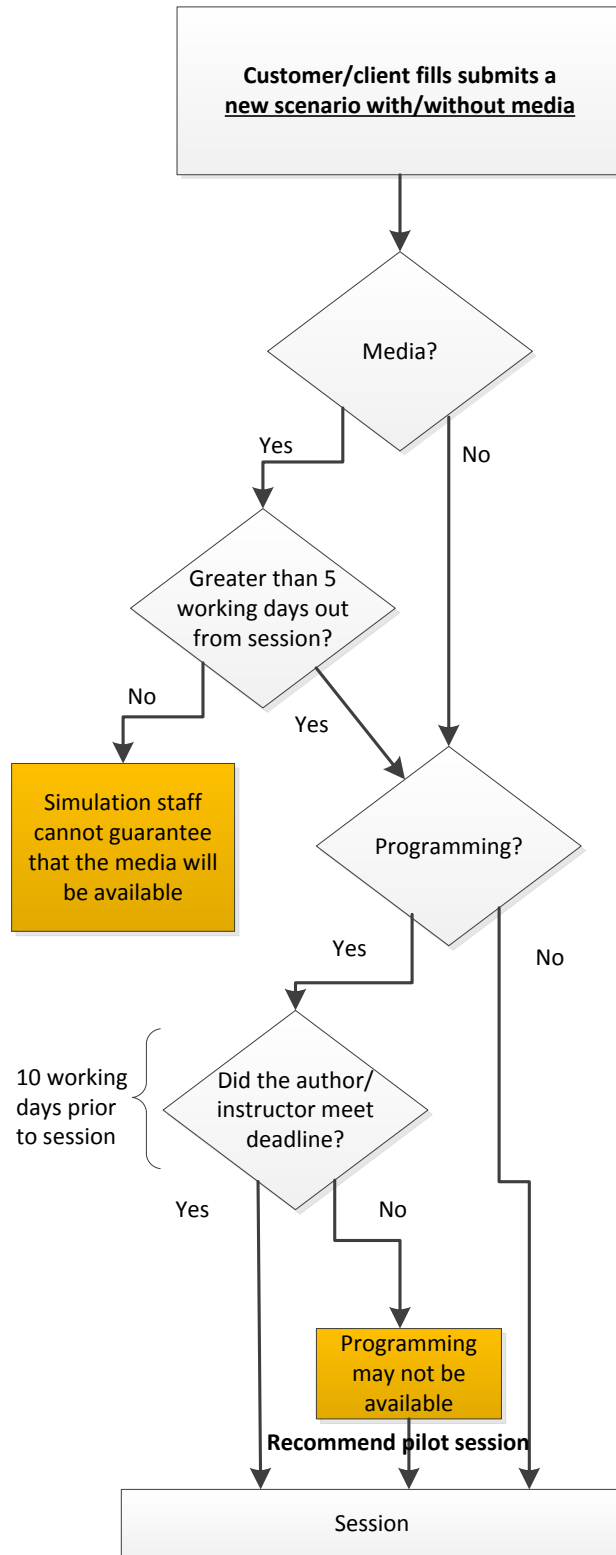 Customer/client fills submits a
new scenario with/without media
Media?
Yes
No
Greater than 5
working days out
from session?
No
Yes
Simulation staff
cannot guarantee
that the media will
be available
Programming?
Yes
No
10 working
days prior
to session
Did the author/
instructor meet
deadline?
Yes
No
Programming
may not be
available
Recommend pilot session
Session